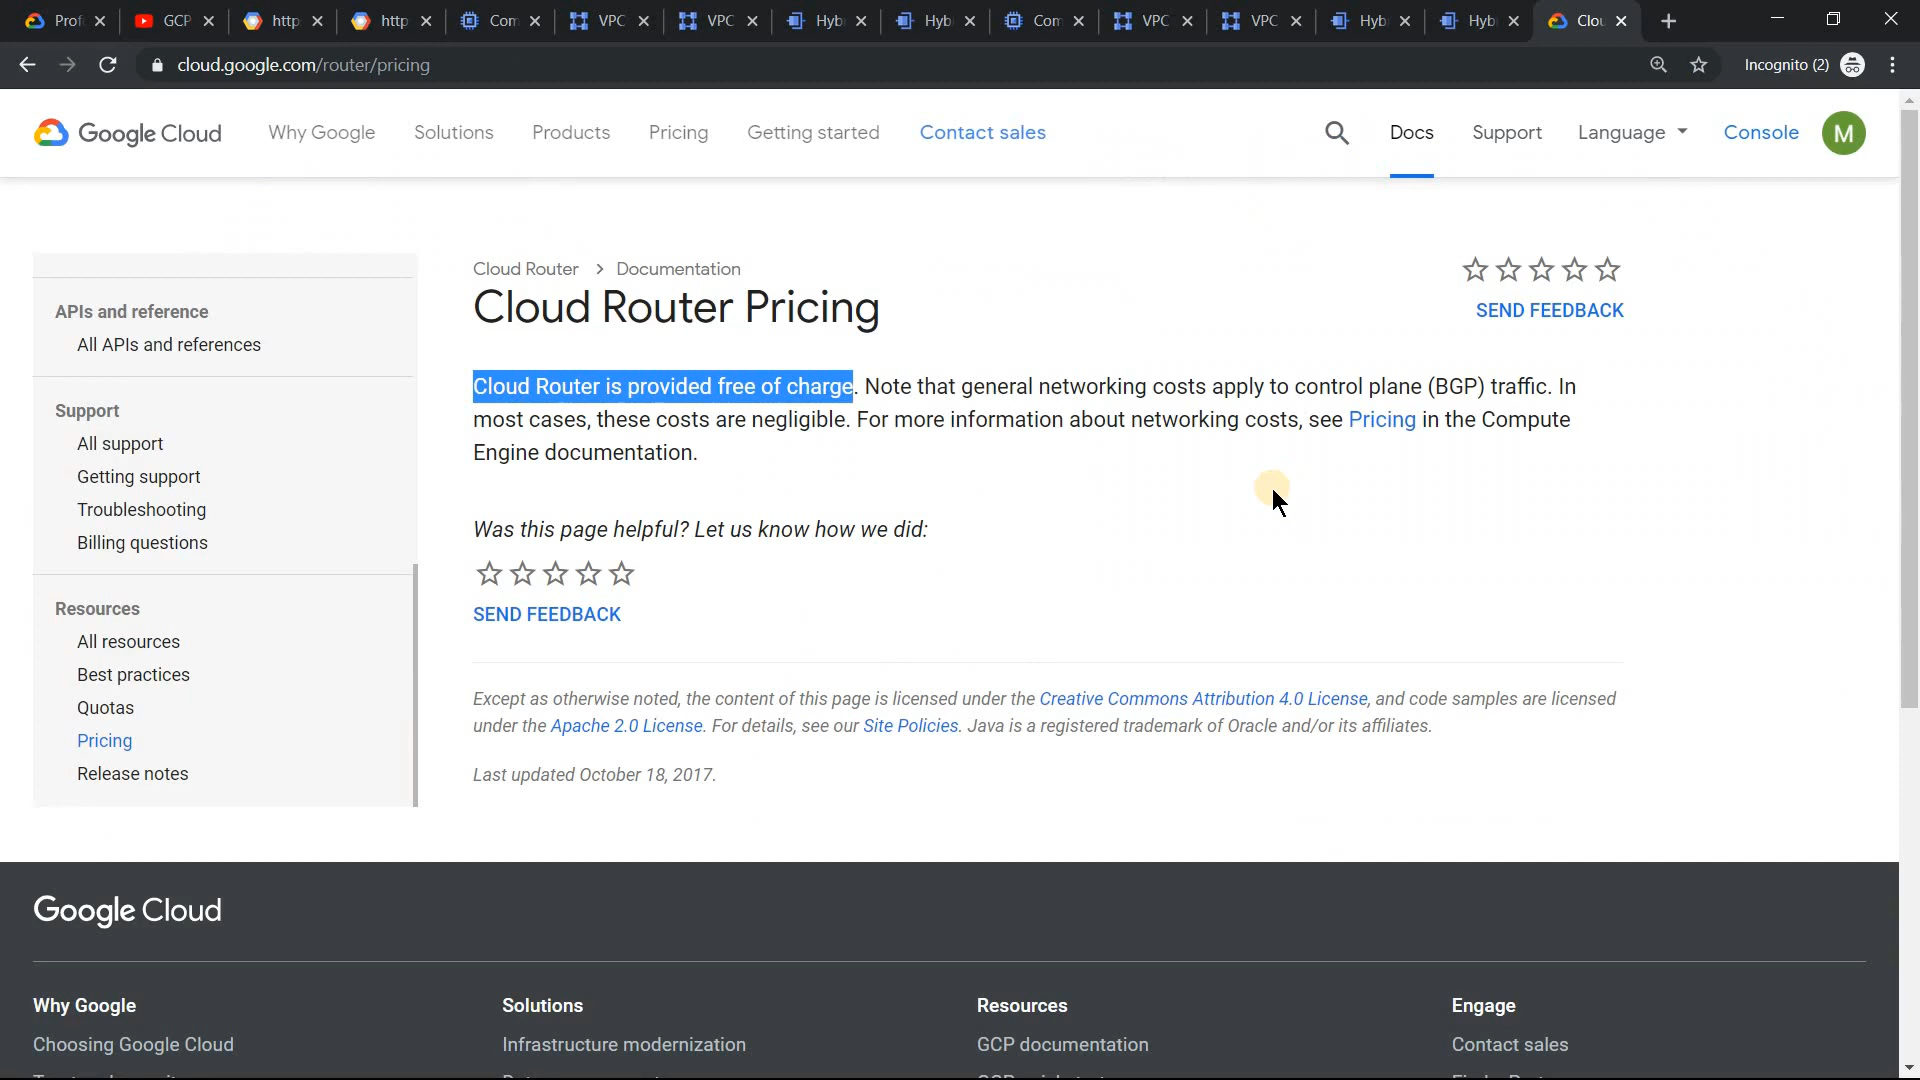 Prof
GCP
http
http
Com
VPC
VPC
Hyb
Hyb
Com
VPC
VPC
Hyb
Hyb
Clou
cloud.google.com/router/pricing
Incognito (2)
Google Cloud
Why Google
Solutions
Products
Pricing
Getting started
Contact sales
Docs
Support
Language
Console
M
APIs and reference
All APIs and references
Support
All support
Getting support
Troubleshooting
Billing questions
Resources
All resources
Best practices
Quotas
Pricing
Release notes
Cloud Router > Documentation
Cloud Router Pricing
SEND FEEDBACK
Cloud Router is provided free of charge. Note that general networking costs apply to control plane (BGP) traffic. In
most cases, these costs are negligible. For more information about networking costs, see Pricing in the Compute
Engine documentation.
Was this page helpful? Let us know how we did:
SEND FEEDBACK
Except as otherwise noted, the content of this page is licensed under the Creative Commons Attribution 4.0 License, and code samples are licensed
under the Apache 2.0 License. For details, see our Site Policies. Java is a registered trademark of Oracle and/or its affiliates.
Last updated October 18, 2017.
Google Cloud
Why Google
Choosing Google Cloud
Solutions
Infrastructure modernization
Resources
GCP documentation
Engage
Contact sales